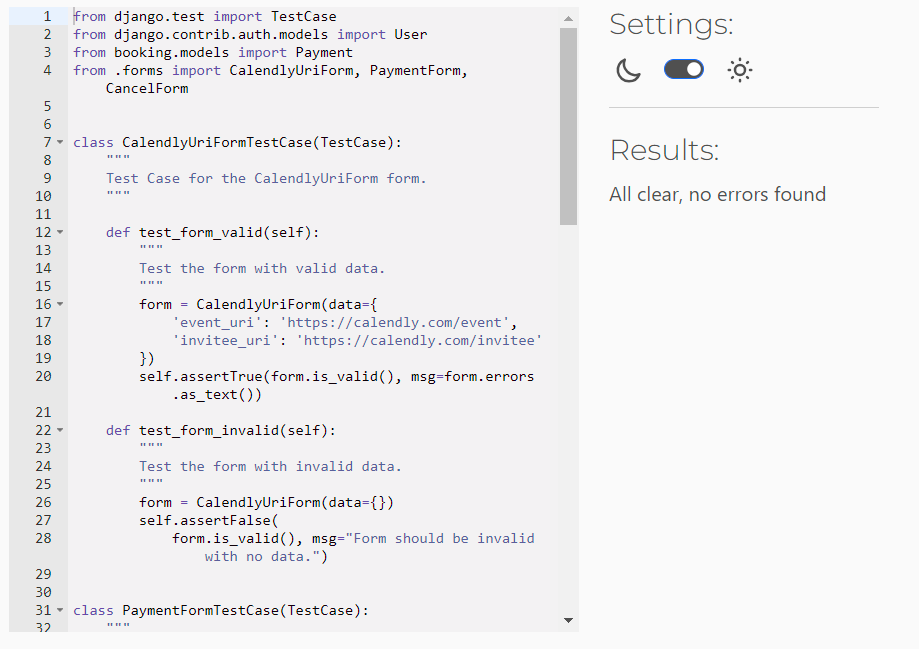 1 from django.test import TestCase
2 from django.contrib.auth.models import User
3 from booking.models import Payment
4 from .forms import CalendlyUriForm, PaymentForm,
CancelForm
5
6
7 class CalendlyUriFormTestCase(TestCase):
8 """
9 Test Case for the CalendlyUriForm form.
10 """
11
12 def test_form_valid(self):
13 """
14 Test the form with valid data.
15 """
16 form = CalendlyUriForm(data={
17 'event_uri': 'https://calendly.com/event',
18 'invitee_uri': 'https://calendly.com/invitee'
19 })
20 self.assertTrue(form.is_valid(), msg=form.errors
.as_text())
21
22 def test_form_invalid(self):
23 """
24 Test the form with invalid data.
25 """
26 form = CalendlyUriForm(data={})
27 self.assertFalse(
28 form.is_valid(), msg="Form should be invalid
with no data.")
29
30
31 class PaymentFormTestCase(TestCase):
32 """
Settings:
Results:
All clear, no errors found